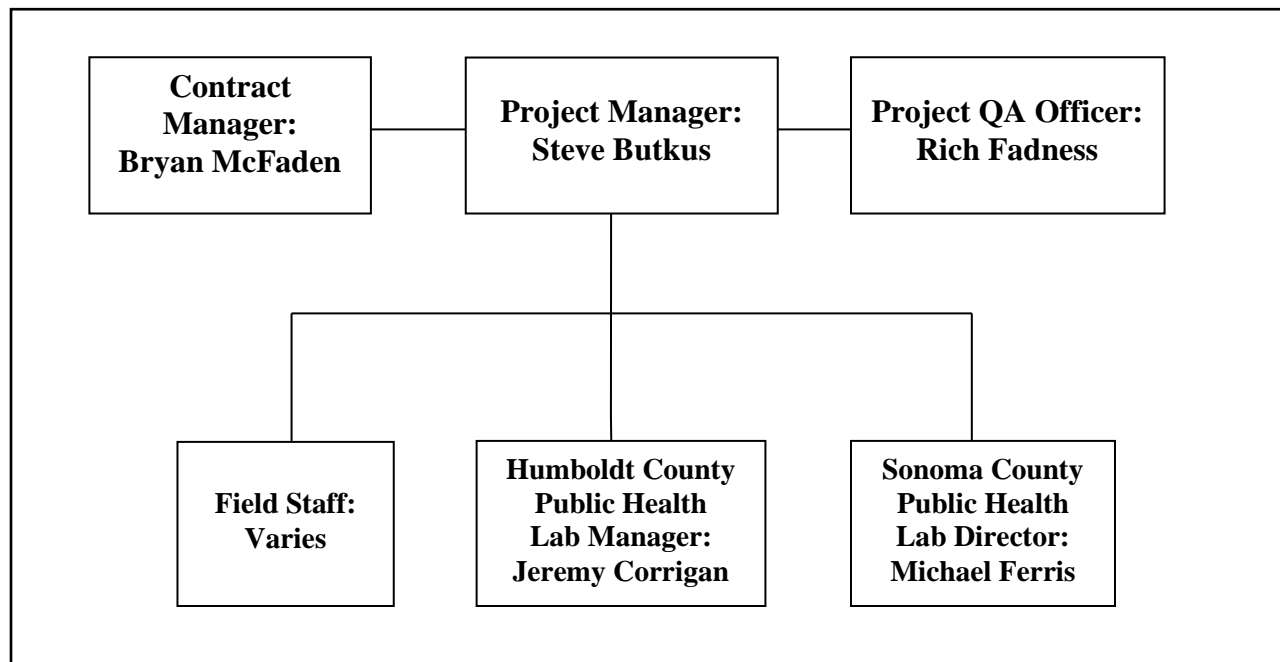 Contract
Manager:
Bryan McFaden
Project Manager:
Steve Butkus
Project QA Officer:
Rich Fadness
Field Staff:
Varies
Humboldt County
Public Health
Lab Manager:
Jeremy Corrigan
Sonoma County
Public Health
Lab Director:
Michael Ferris